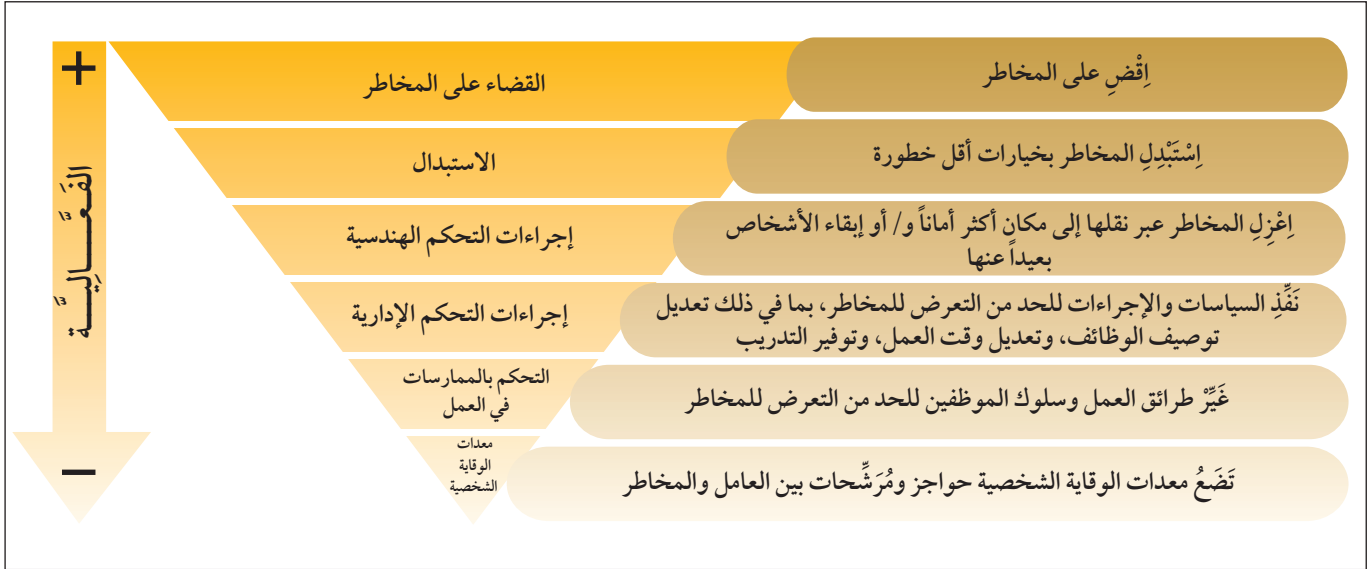 اِقْضِ على المخاطر
القضاء على المخاطر
+
اِسْتَبْدِلِ المخاطر بخيارات أقل خطورة
الاستبدال
اِعْزِلِ المخاطر عبر نقلها إلى مكان أكثر أماناً و/ أو إبقاء الأشخاص
بعيداً عنها
إجراءات التحكم الهندسية
نَفِّذِ السياسات والإجراءات للحد من التعرض للمخاطر، بما في ذلك تعديل
توصيف الوظائف، وتعديل وقت العمل، وتوفير التدريب
إجراءات التحكم الإدارية
غَيِّرْ طرائق العمل وسلوك الموظفين للحد من التعرض للمخاطر
التحكم بالممارسات
في العمل
تَضَعُ معدات الوقاية الشخصية حواجز ومُرَشِّحات بين العامل والمخاطر
معدات
الوقاية
الشخصية
الفَعَّـــالِيَّـــة
–